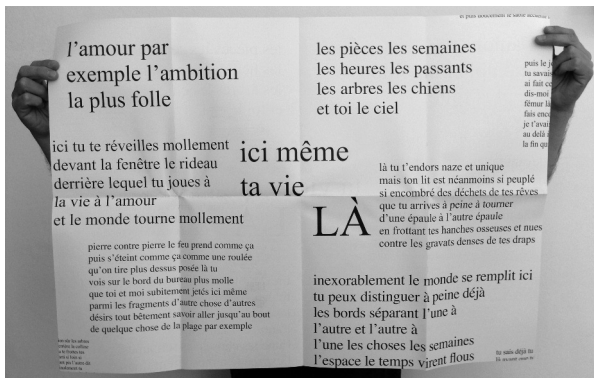 l'amour par
exemple l'ambition
la plus folle
les pièces les semaines
les heures les passants
les arbres les chiens
et toi le ciel
puis le
tu savais
ai fait
dis-moi
fémur
fais
je t'avai
au delà
la fin
ici tu te réveilles mollement
devant la fenêtre le rideau
derrière lequel tu joues à
la vie à l'amour
et le monde tourne mollement
ici même
ta vie
LÀ
là tu t'endors naze et unique
mais ton lit est néanmoins si peuplé
si encombré des déchets de tes rêves
que tu arrives à peine à tourner
d'une épaule à l'autre épaule
en frottant tes hanches osseuses et nues
contre les gravats denses de tes draps
pierre contre pierre le feu prend comme ça
puis s'éteint comme ça comme une roulée
qu'on tire plus dessus posée là tu
vois sur le bord du bureau plus molle
que toi et moi subitement jetés ici même
parmi les fragments d'autre chose d'autres
désirs tout bêtement savoir aller jusqu'au bout
de quelque chose de la plage par exemple
inexorablement le monde se remplit ici
tu peux distinguer à peine déjà
les bords séparant l'une à
l'autre et l'autre à
l'une les choses les semaines
l'espace le temps virent flous
tu sais déjà tu